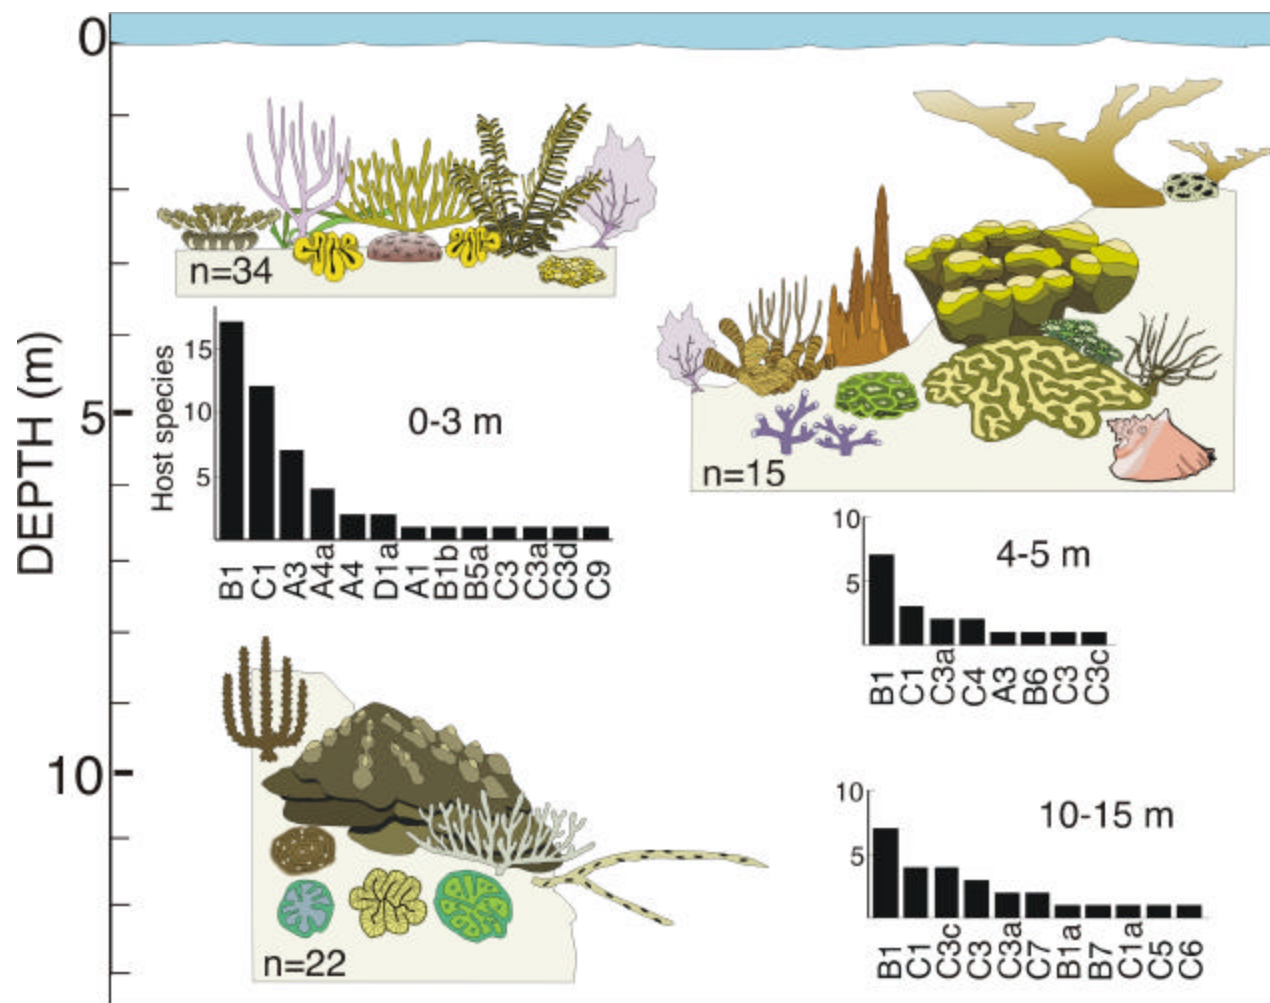 0
DEPTH (m)
5
10
n=34
Host species
15
10
5
0-3 m
B1 C1 A3 A4a A4 D1a A1 B1b B5a C3 C3a C3d C9
n=15
10
5
4-5 m
B1 C1 C3a C4 A3 B6 C3 C3c
n=22
10
5
10-15 m
B1 C1 C3c C3 C3a C7 B1a B7 C1a C5 C6